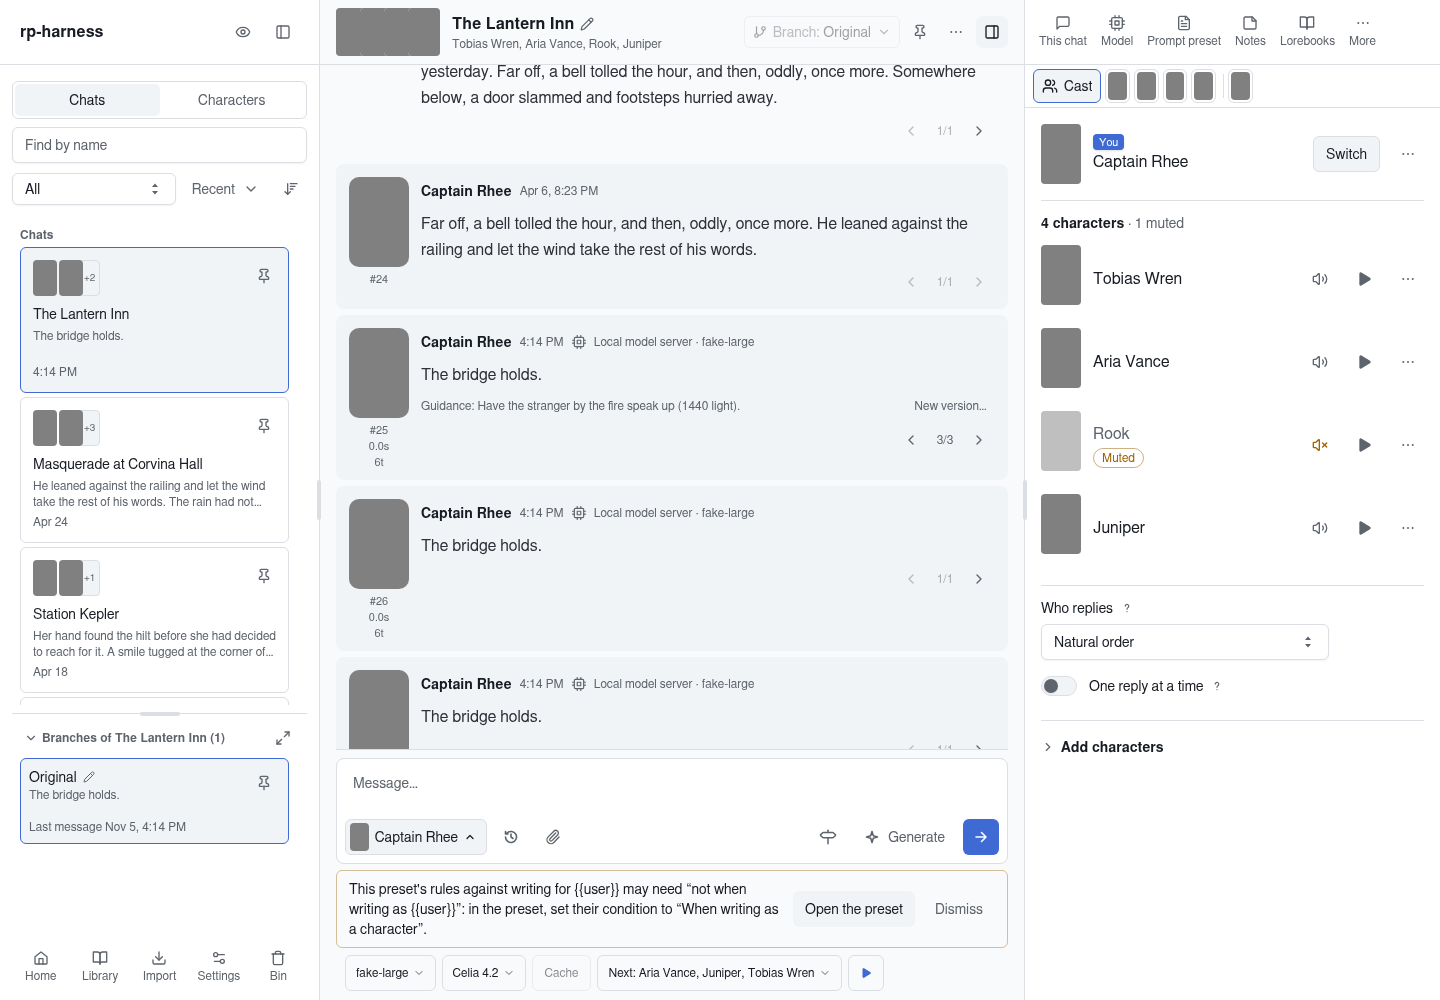 rp-harness
Chats
Characters
Find by name
All
Recent
Chats
+2
The Lantern Inn
The bridge holds.
4:14 PM
+3
Masquerade at Corvina Hall
He leaned against the railing and let the wind
take the rest of his words. The rain had not…
Apr 24
+1
Station Kepler
Her hand found the hilt before she had decided
to reach for it. A smile tugged at the corner of…
Apr 18
Branches of The Lantern Inn (1)
Original
The bridge holds.
Last message Nov 5, 4:14 PM
Home
Library
Import
Settings
Bin
The Lantern Inn
Tobias Wren, Aria Vance, Rook, Juniper
Branch: Original
yesterday. Far off, a bell tolled the hour, and then, oddly, once more. Somewhere
below, a door slammed and footsteps hurried away.
1/1
Captain Rhee Apr 6, 8:23 PM
Far off, a bell tolled the hour, and then, oddly, once more. He leaned against the
railing and let the wind take the rest of his words.
#24
1/1
Captain Rhee 4:14 PM Local model server · fake-large
The bridge holds.
Guidance: Have the stranger by the fire speak up (1440 light).
New version…
#25
0.0s
6t
3/3
Captain Rhee 4:14 PM Local model server · fake-large
The bridge holds.
1/1
#26
0.0s
6t
Captain Rhee 4:14 PM Local model server · fake-large
The bridge holds.
1/1
Message…
Captain Rhee
Generate
This preset's rules against writing for {{user}} may need “not when
writing as {{user}}”: in the preset, set their condition to “When writing as
a character”.
Open the preset
Dismiss
fake-large
Celia 4.2
Cache
Next: Aria Vance, Juniper, Tobias Wren
This chat
Model
Prompt preset
Notes
Lorebooks
More
Cast
You
Captain Rhee
Switch
4 characters · 1 muted
Tobias Wren
Aria Vance
Rook
Muted
Juniper
Who replies ?
Natural order
One reply at a time ?
Add characters